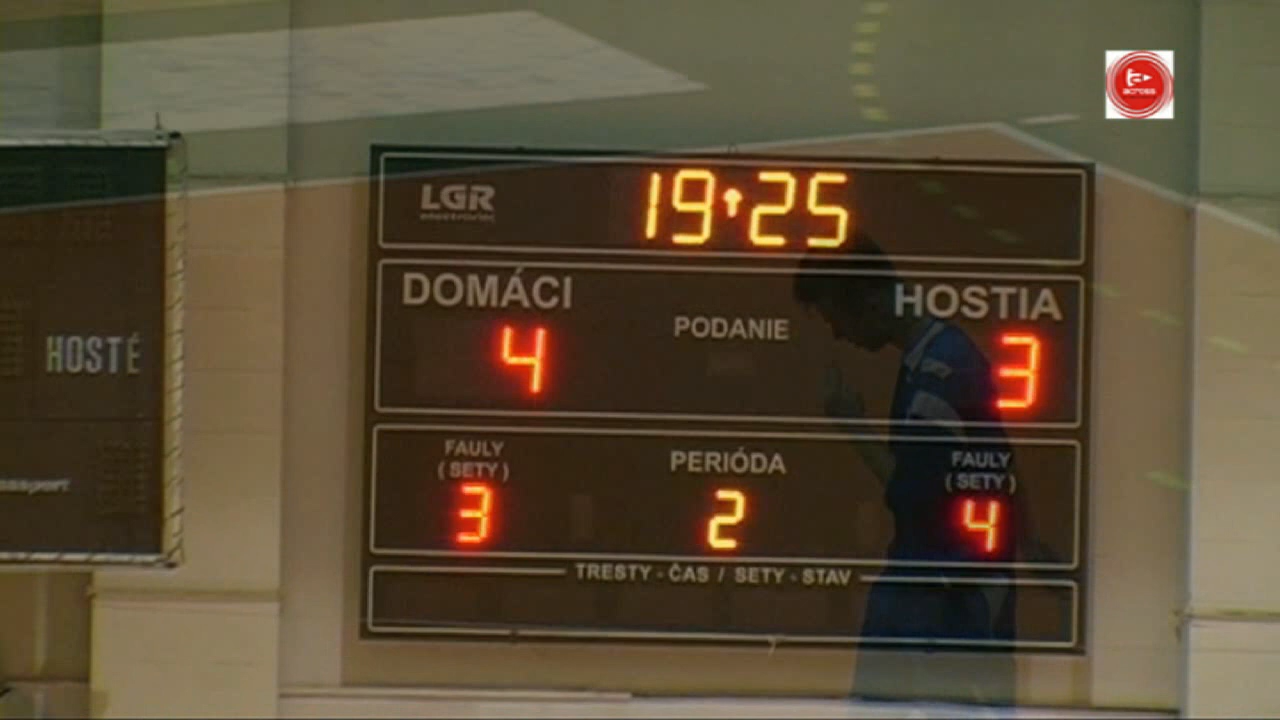 across
LGR
19:25
DOMÁCI
HOSTIA
PODANIE
4
3
HOSTÉ
FAULY
( SETY )
PERIÓDA
FAULY
( SETY )
3
2
4
TRESTY - ČAS / SETY - STAV